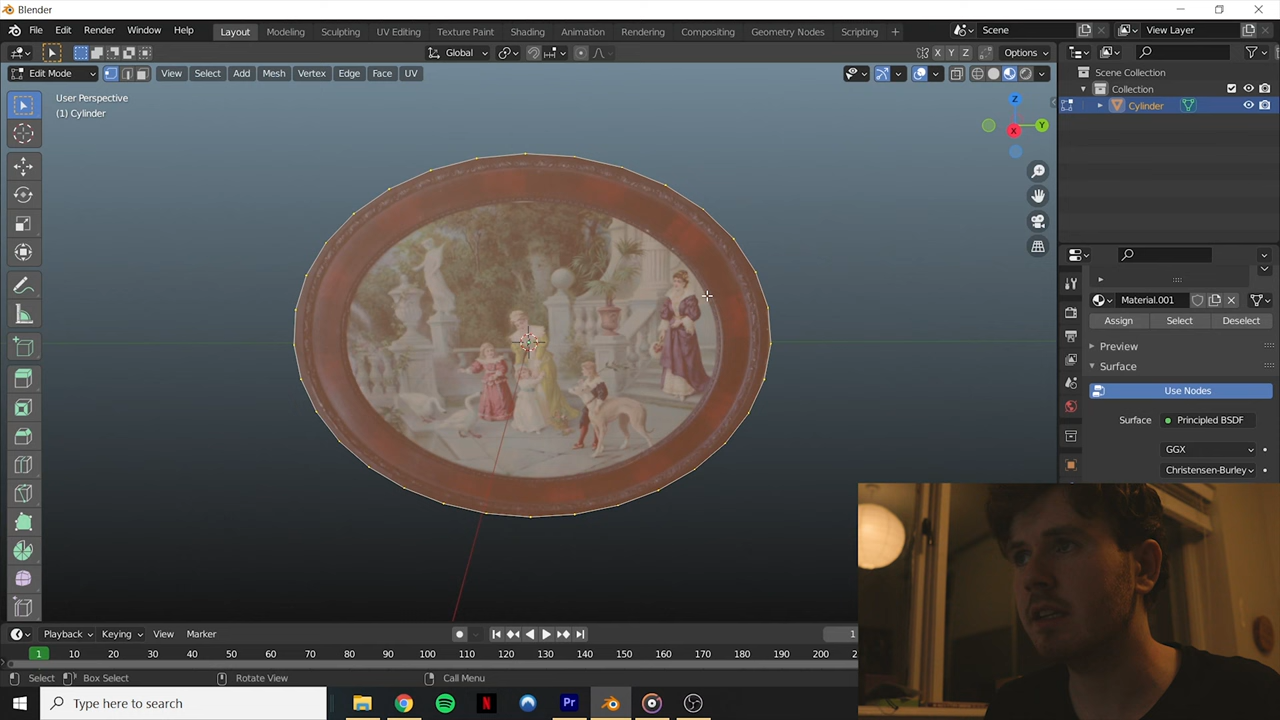 Blender
File Edit Render Window Help Layout Modeling Sculpting UV Editing Texture Paint Shading Animation Rendering Compositing Geometry Nodes Scripting + Scene View Layer
Global X Y Z Options
Edit Mode View Select Add Mesh Vertex Edge Face UV
Scene Collection
Collection
Cylinder
User Perspective
(1) Cylinder
Z
Y
X
Material.001
Assign Select Deselect
Preview
Surface
Use Nodes
Surface Principled BSDF
GGX
Christensen-Burley
Playback Keying View Marker 1
1 10 20 30 40 50 60 70 80 90 100 110 120 130 140 150 160 170 180 190 200 210
Select Box Select Rotate View Call Menu
Type here to search
N Pr